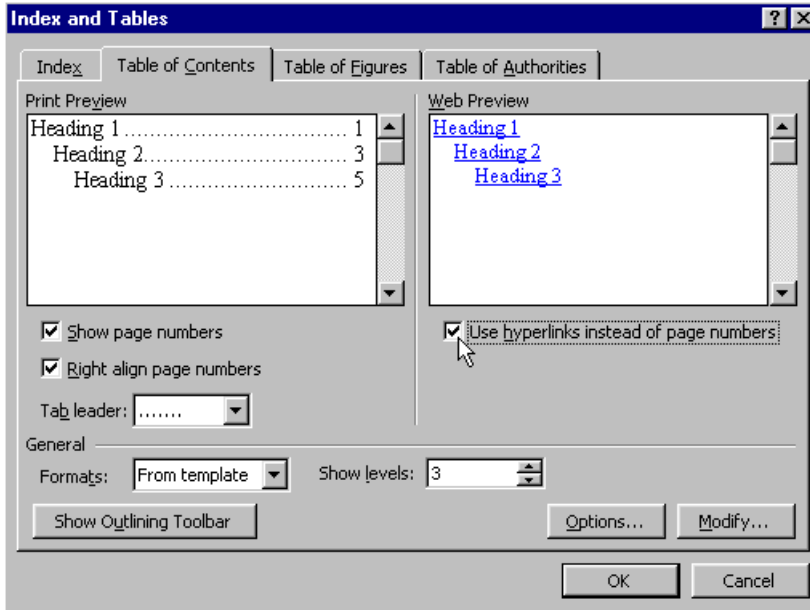 Index and Tables
Index
Table of Contents
Table of Figures
Table of Authorities
Print Preview
Heading 1 .................................. 1
Heading 2............................... 3
Heading 3 ........................... 5
Web Preview
Heading 1
Heading 2
Heading 3
Show page numbers
Use hyperlinks instead of page numbers
Right align page numbers
Tab leader: .......
General
Formats: From template
Show levels: 3
Show Outlining Toolbar
Options...
Modify...
OK
Cancel